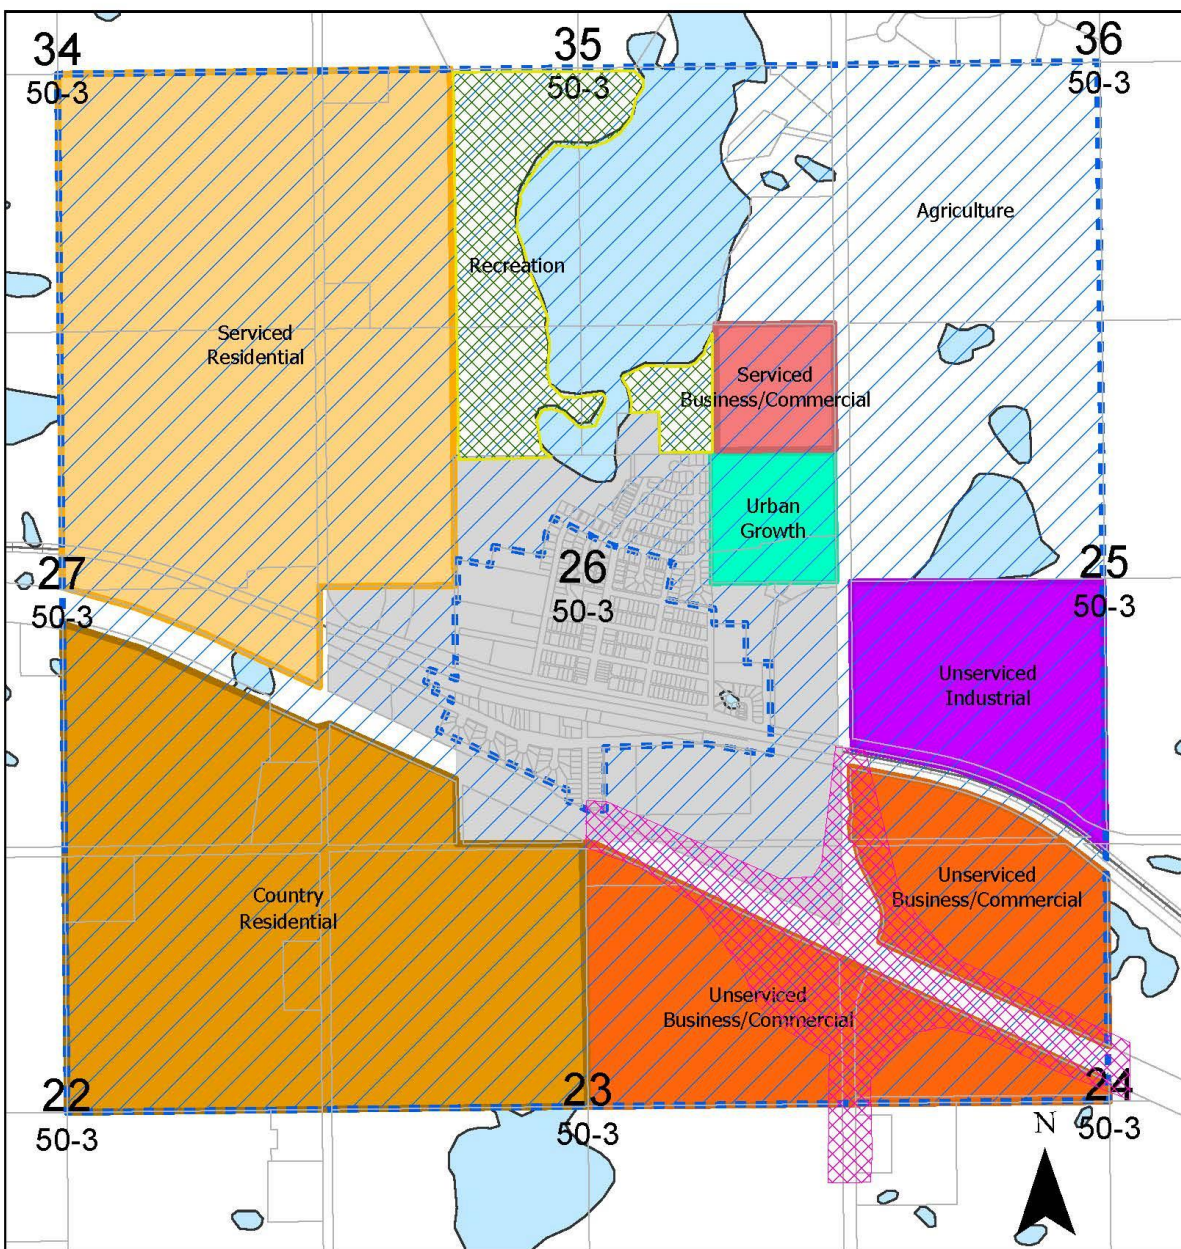 34
50-3
35
50-3
36
50-3
Agriculture
Recreation
Serviced
Residential
Serviced
Business/Commercial
Urban
Growth
27
50-3
26
50-3
25
50-3
Unserviced
Industrial
Unserviced
Business/Commercial
Country
Residential
Unserviced
Business/Commercial
22
50-3
23
50-3
24
50-3
N